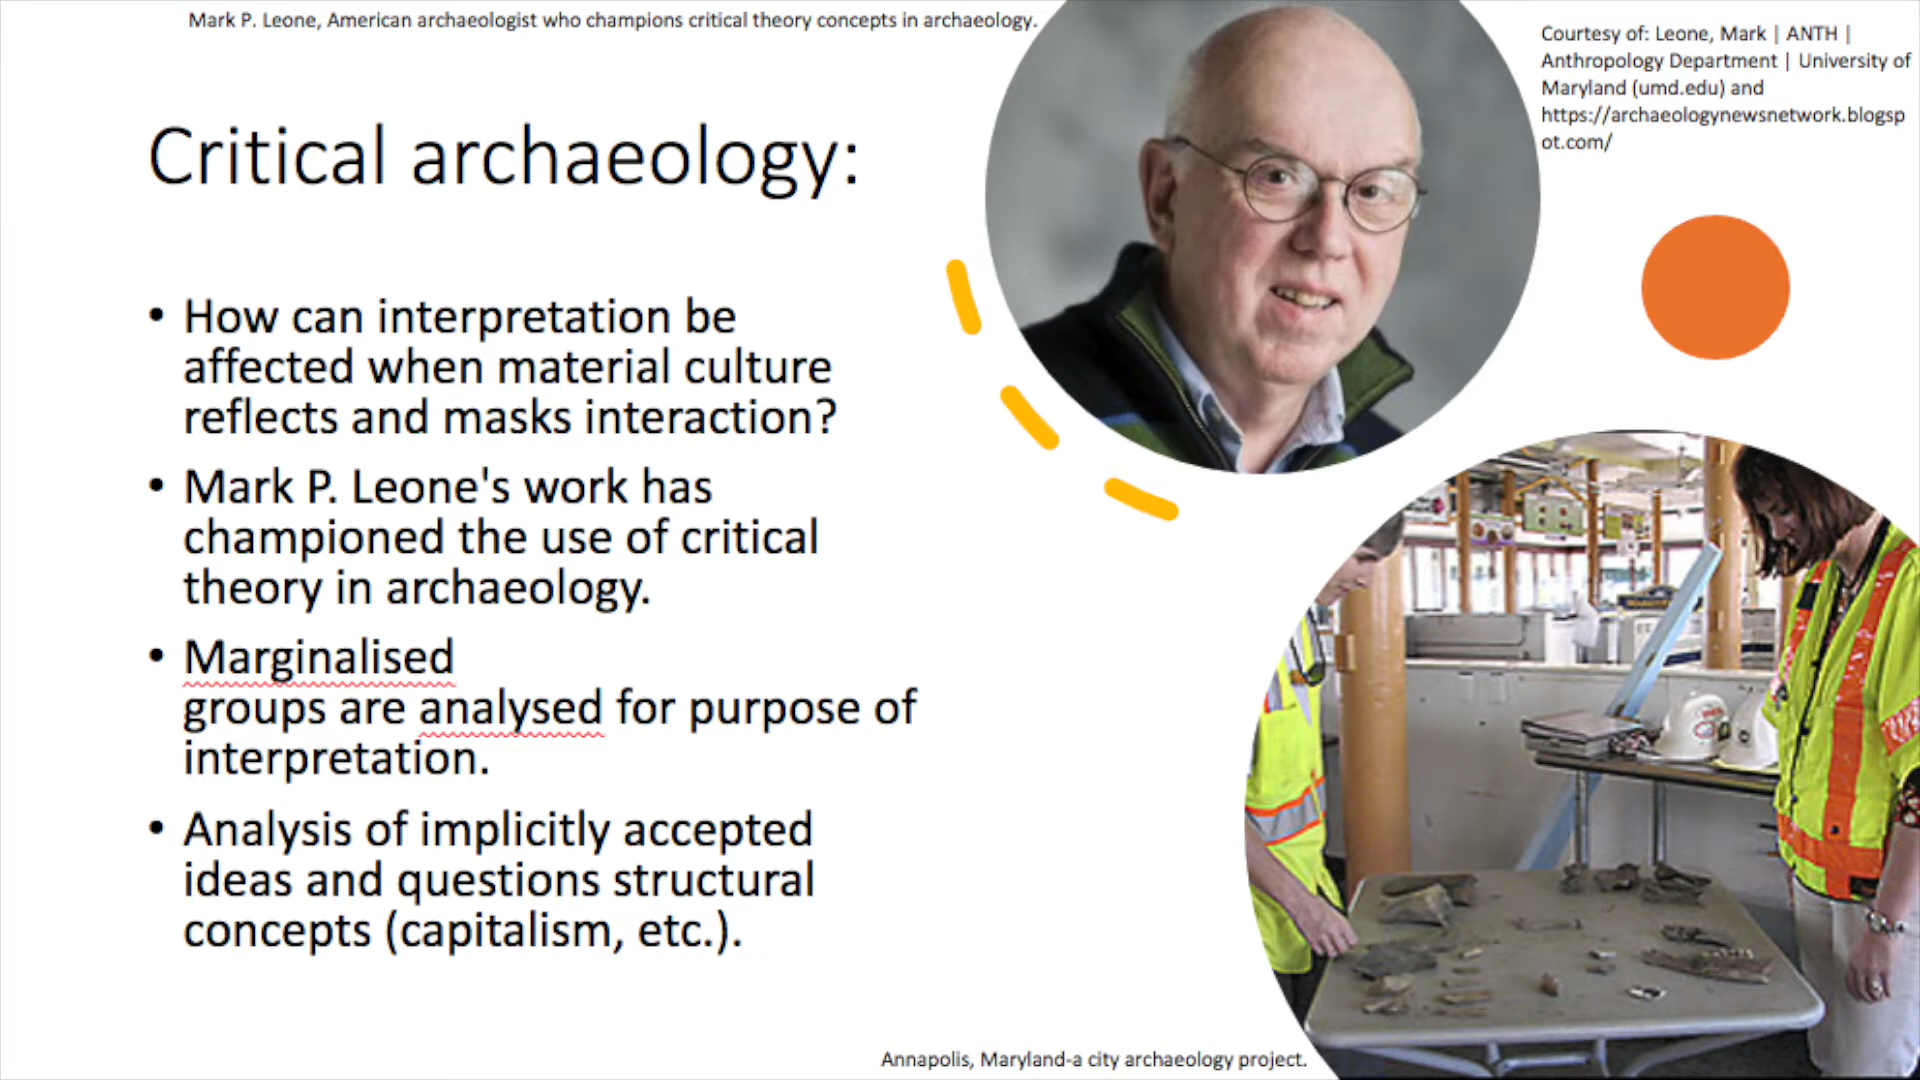 Mark P. Leone, American archaeologist who champions critical theory concepts in archaeology.
Courtesy of: Leone, Mark | ANTH |
Anthropology Department | University of
Maryland (umd.edu) and
https://archaeologynewsnetwork.blogsp
ot.com/
Critical archaeology:
• How can interpretation be
affected when material culture
reflects and masks interaction?
• Mark P. Leone's work has
championed the use of critical
theory in archaeology.
• Marginalised
groups are analysed for purpose of
interpretation.
• Analysis of implicitly accepted
ideas and questions structural
concepts (capitalism, etc.).
Annapolis, Maryland-a city archaeology project.